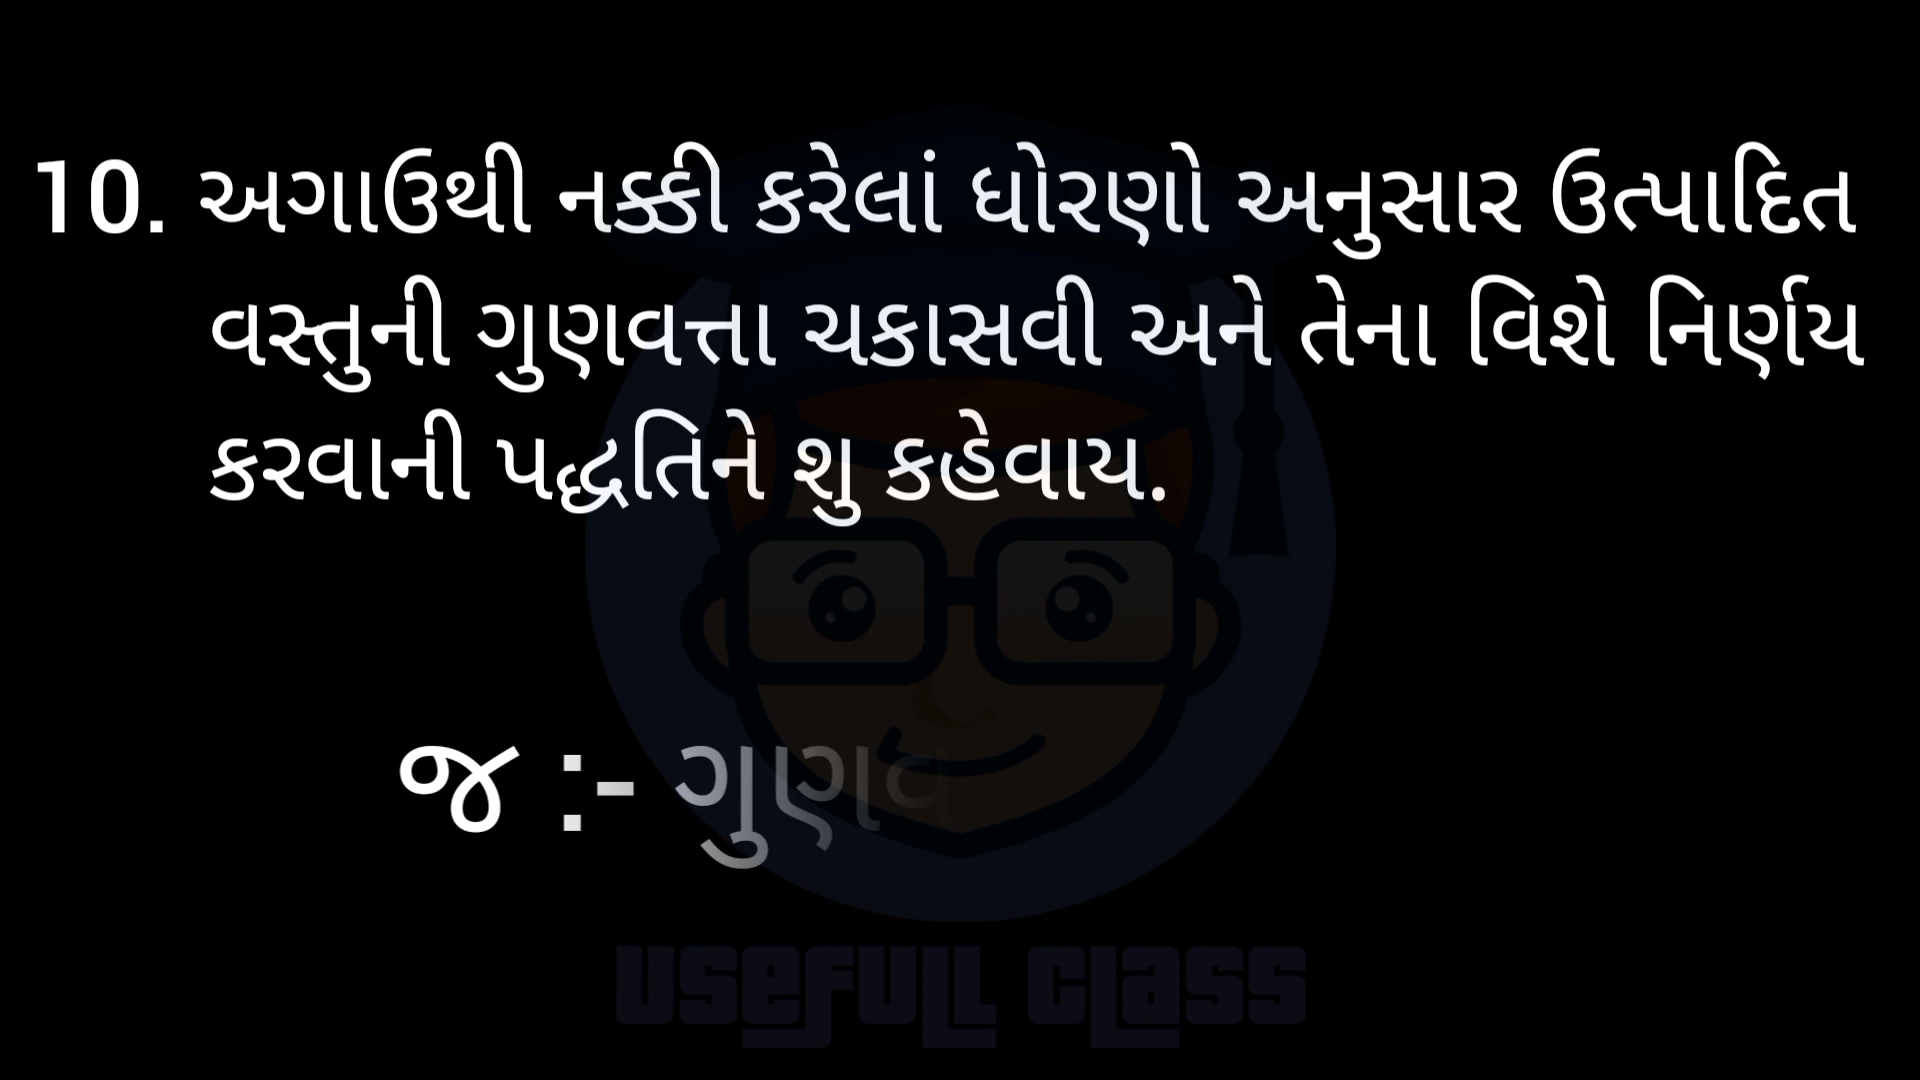 10. અગાઉથી નક્કી કરેલાં ધોરણો અનુસાર ઉત્પાદિત
વસ્તુની ગુણવત્તા ચકાસવી અને તેના વિશે નિર્ણય
કરવાની પદ્ધતિને શુ કહેવાય.
જ :- ગુણવ
USEFULL CLASS